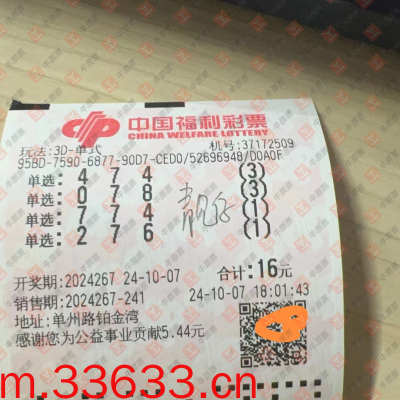 中国福利彩票
CHINA WELFARE LOTTERY
玩法:3D-单式 机号:37172509
95BD-7590-6877-90D7-CED0/52696948/D0A0F
单选: 4 7 4 (3)
单选: 0 7 8 (3)
单选: 7 7 4 (1)
单选: 2 7 6 (1)
开奖期:2024267 24-10-07 合计:16元
销售期:2024267-241 24-10-07 18:01:43
地址:单州路铂金湾
感谢您为公益事业贡献5.44元
m.33633.cn